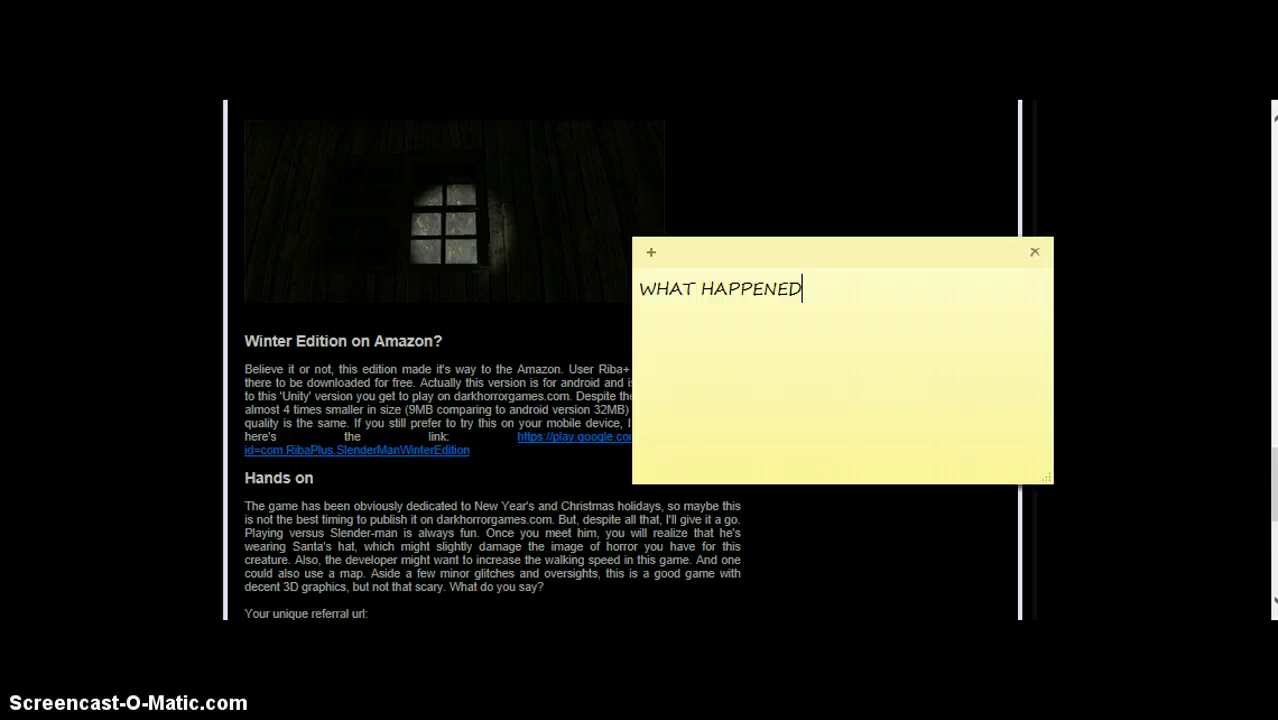 +
WHAT HAPPENED
Winter Edition on Amazon?
Believe it or not, this edition made it's way to the Amazon. User Riba+
there to be downloaded for free. Actually this version is for android and
to this 'Unity' version you get to play on darkhorrorgames.com. Despite
almost 4 times smaller in size (9MB comparing to android version 32MB)
quality is the same. If you still prefer to try this on your mobile device, I
here's the link: https://play.google.co
id=com.RibaPlus.SlenderManWinterEdition
Hands on
The game has been obviously dedicated to New Year's and Christmas holidays, so maybe this
is not the best timing to publish it on darkhorrorgames.com. But, despite all that, I'll give it a go.
Playing versus Slender-man is always fun. Once you meet him, you will realize that he's
wearing Santa's hat, which might slightly damage the image of horror you have for this
creature. Also, the developer might want to increase the walking speed in this game. And one
could also use a map. Aside a few minor glitches and oversights, this is a good game with
decent 3D graphics, but not that scary. What do you say?
Your unique referral url:
Screencast-O-Matic.com